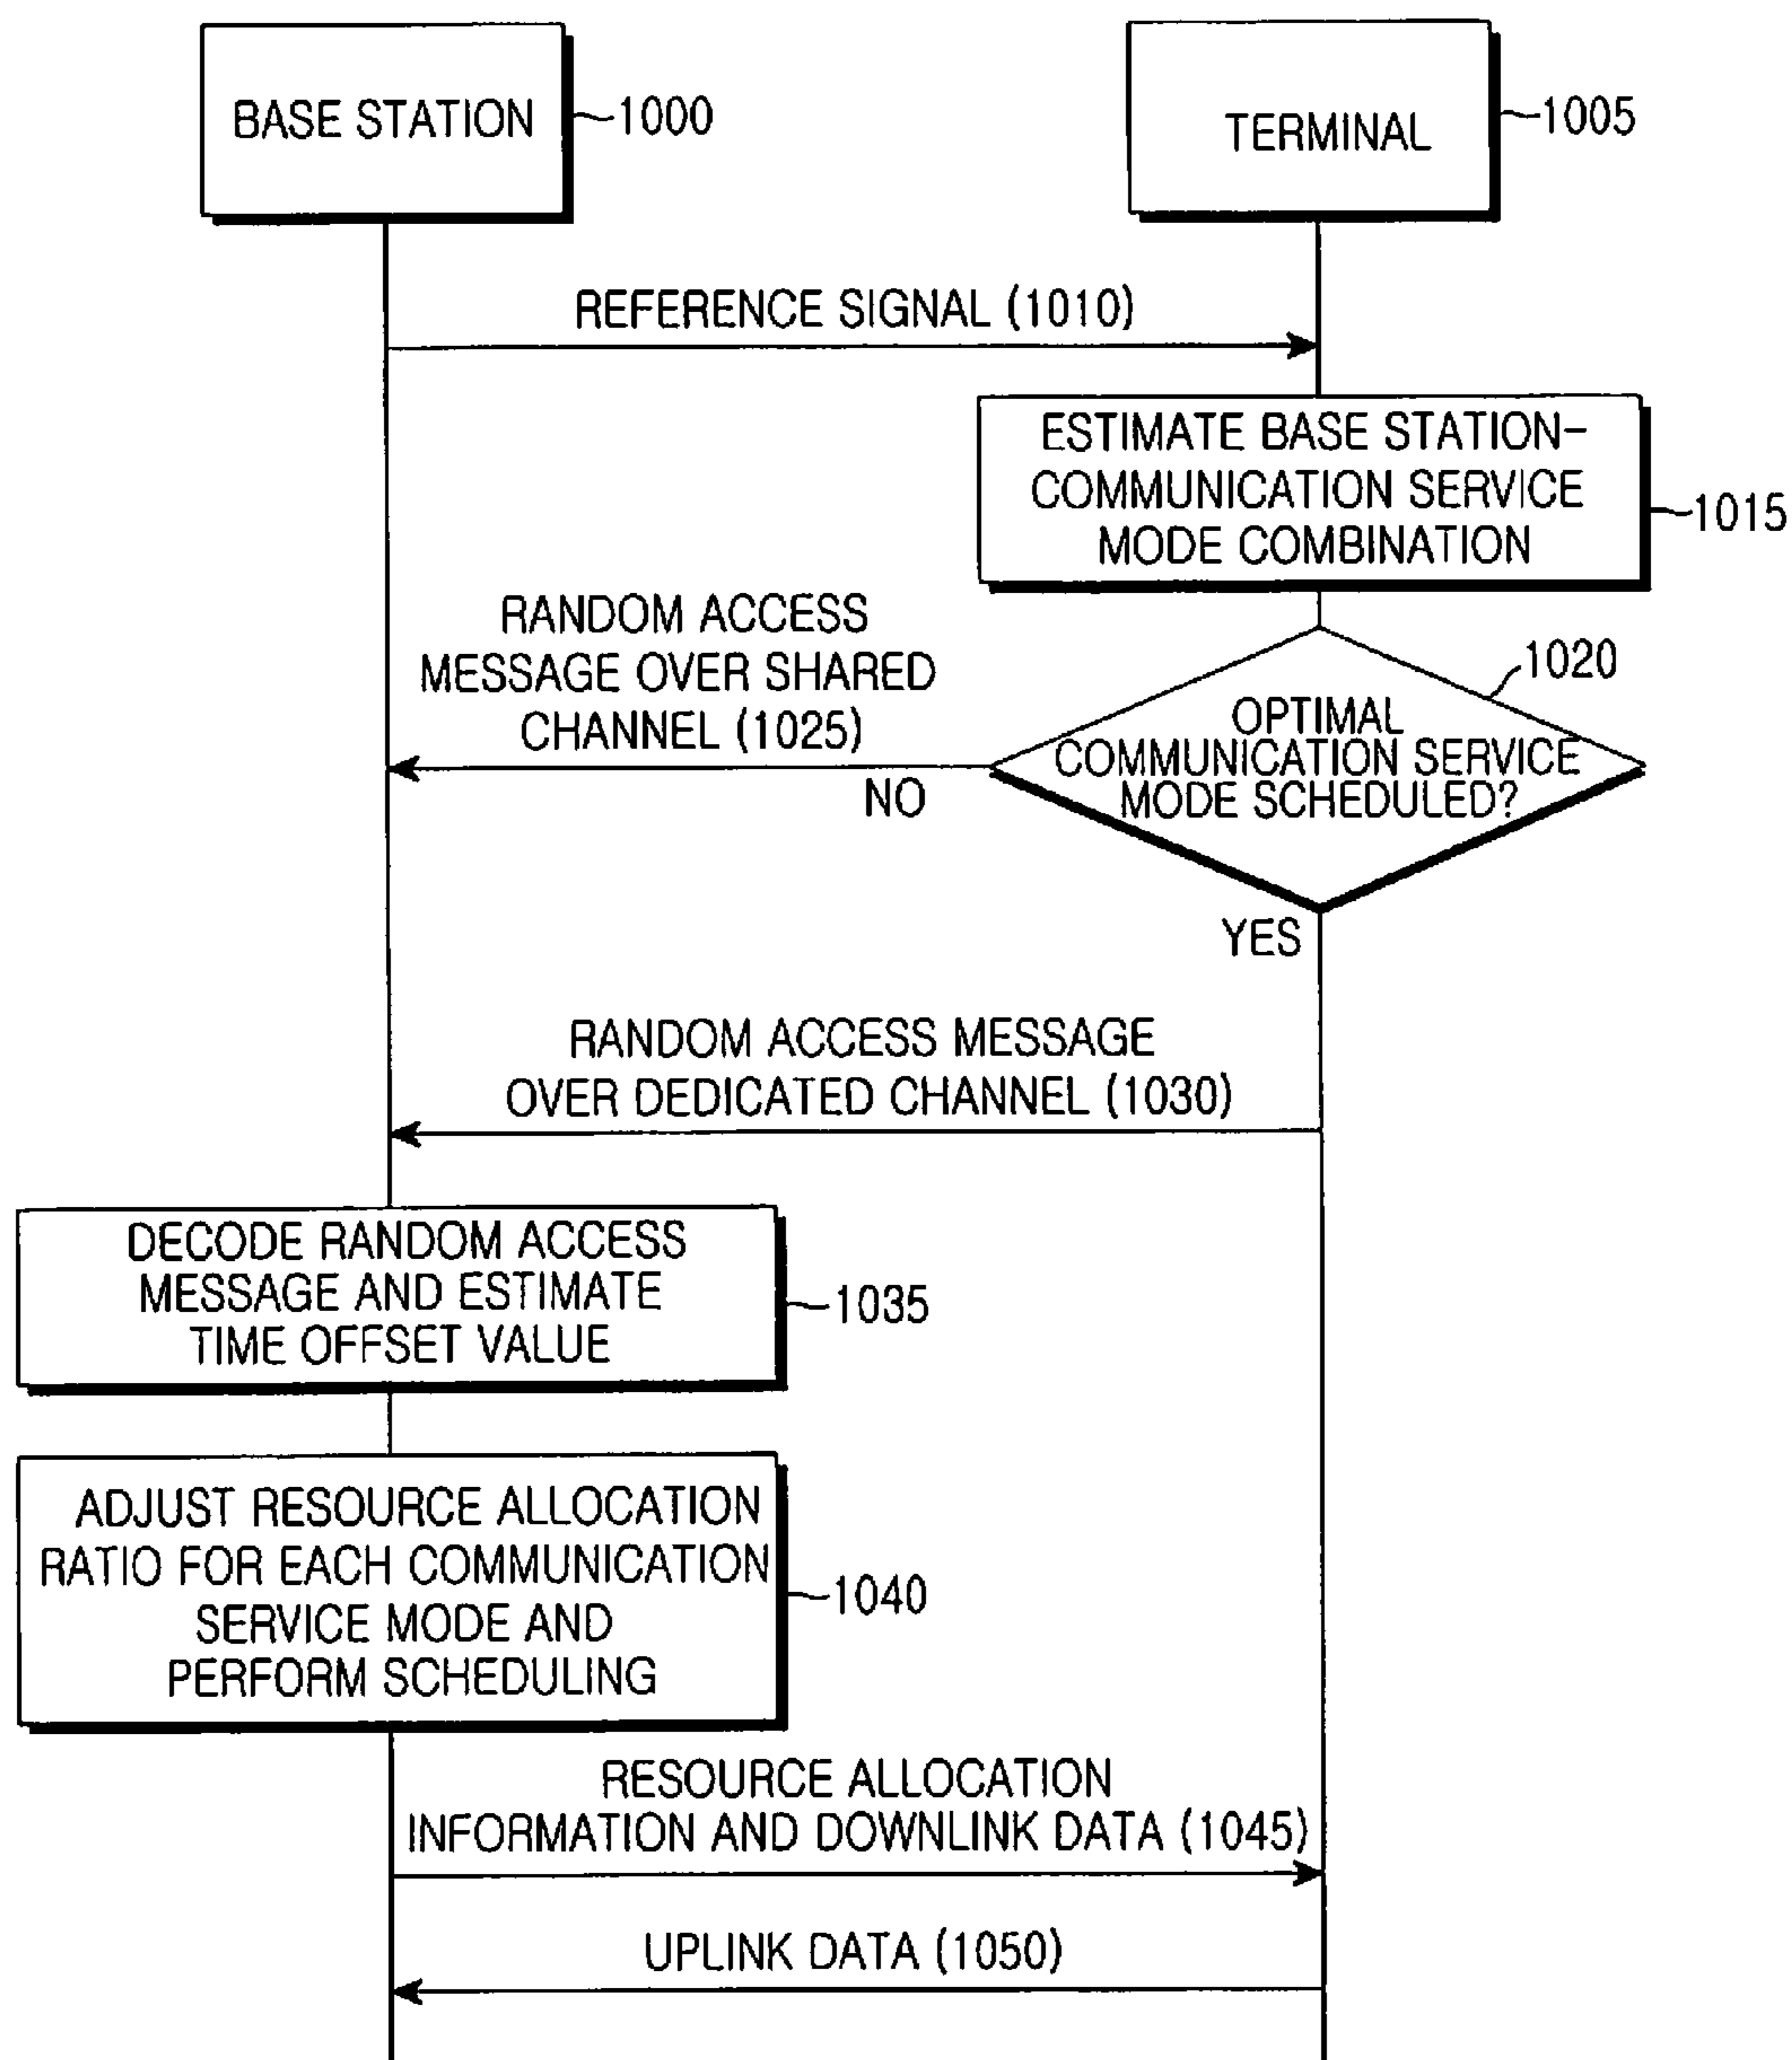 BASE STATION
1000
TERMINAL
1005
REFERENCE SIGNAL (1010)
ESTIMATE BASE STATION-
COMMUNICATION SERVICE
MODE COMBINATION
1015
RANDOM ACCESS
MESSAGE OVER SHARED
CHANNEL (1025)
1020
OPTIMAL
COMMUNICATION SERVICE
MODE SCHEDULED?
NO
YES
RANDOM ACCESS MESSAGE
OVER DEDICATED CHANNEL (1030)
DECODE RANDOM ACCESS
MESSAGE AND ESTIMATE
TIME OFFSET VALUE
1035
ADJUST RESOURCE ALLOCATION
RATIO FOR EACH COMMUNICATION
SERVICE MODE AND
PERFORM SCHEDULING
1040
RESOURCE ALLOCATION
INFORMATION AND DOWNLINK DATA (1045)
UPLINK DATA (1050)